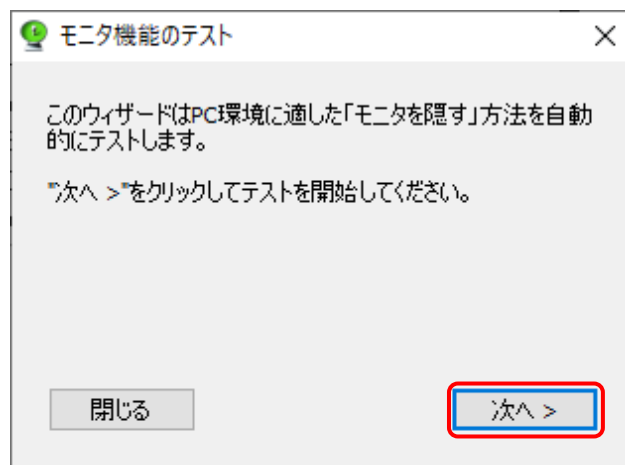 モニタ機能のテスト
このウィザードはPC環境に適した「モニタを隠す」方法を自動
的にテストします。
"次へ >"をクリックしてテストを開始してください。
閉じる
次へ >